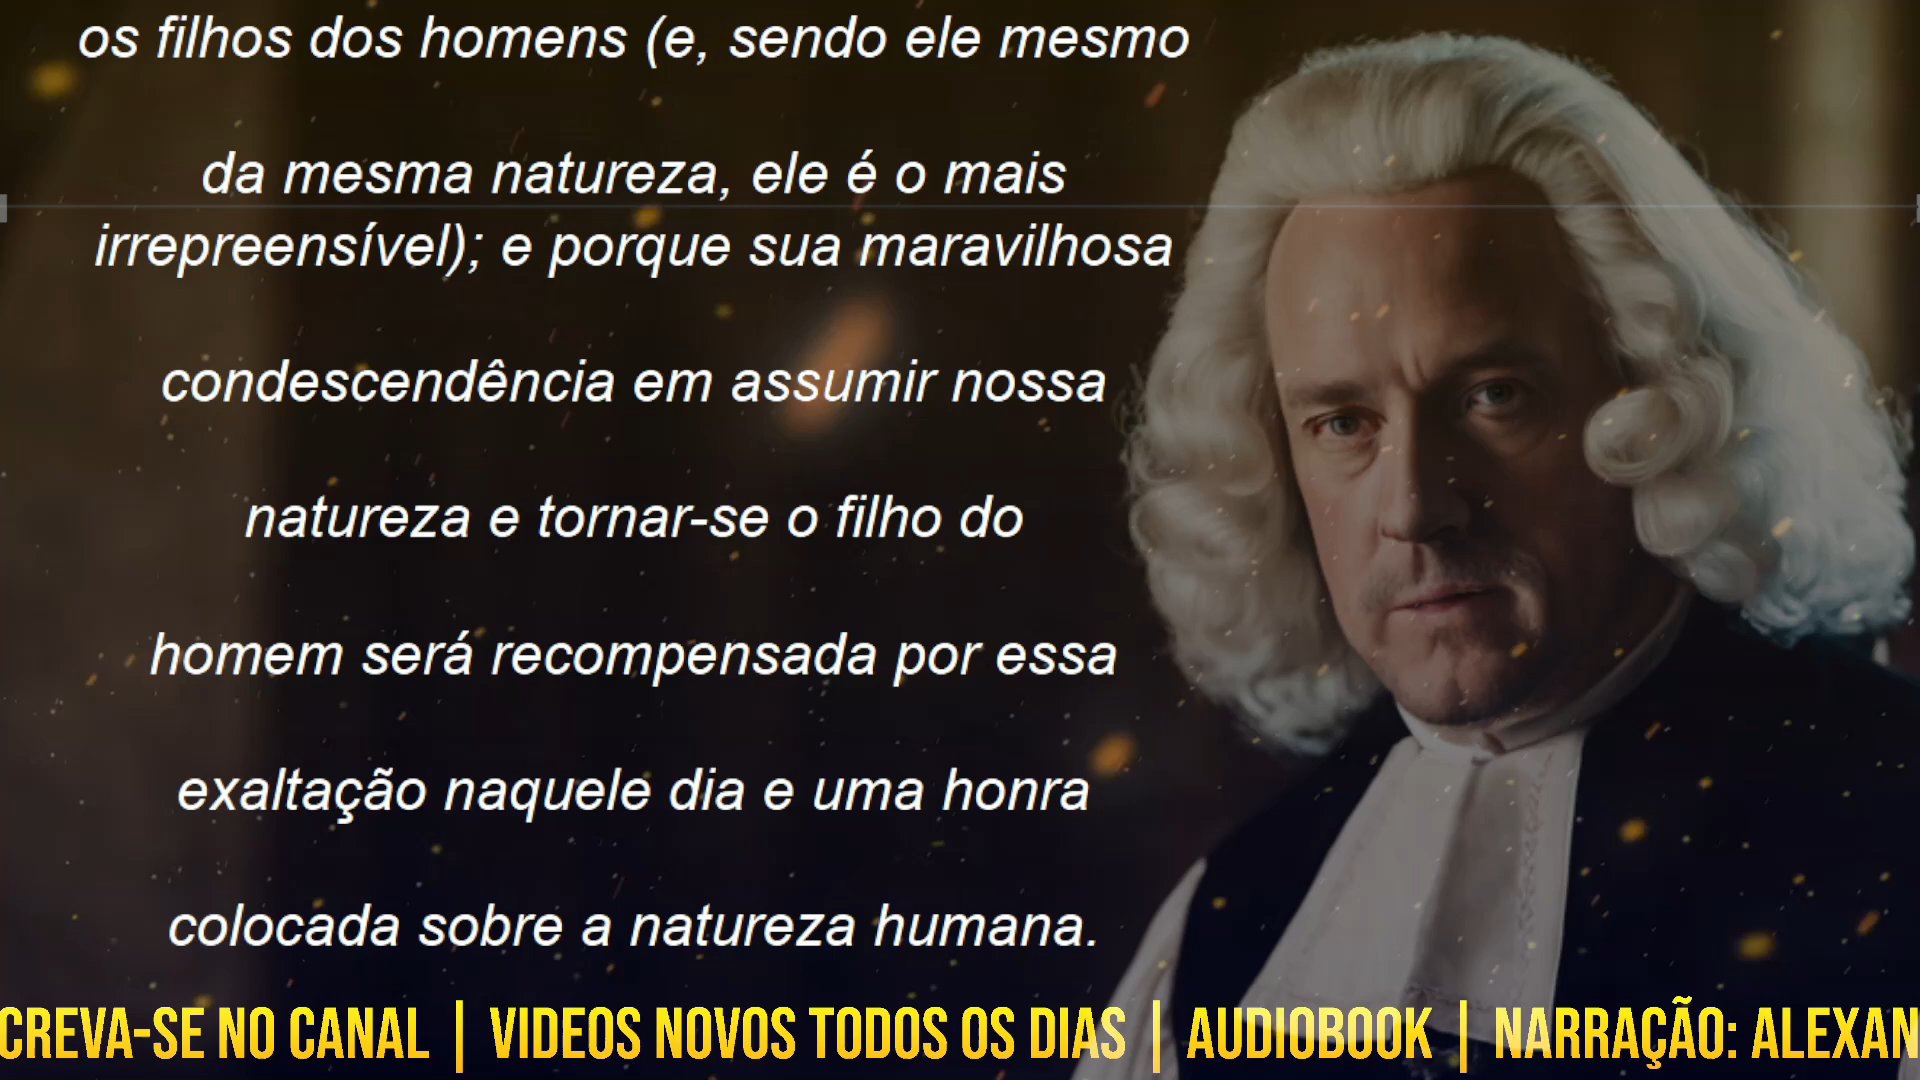 os filhos dos homens (e, sendo ele mesmo
da mesma natureza, ele é o mais
irrepreensível); e porque sua maravilhosa
condescendência em assumir nossa
natureza e tornar-se o filho do
homem será recompensada por essa
exaltação naquele dia e uma honra
colocada sobre a natureza humana.
CREVA-SE NO CANAL | VIDEOS NOVOS TODOS OS DIAS | AUDIOBOOK | NARRAÇÃO: ALEXAN